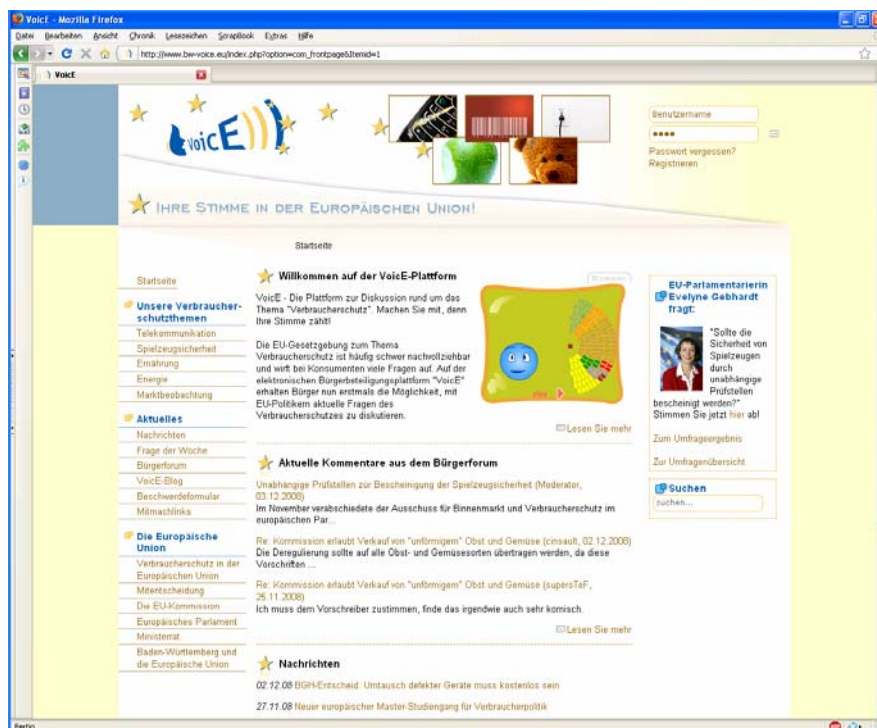 VoicE - Mozilla Firefox
Datei Bearbeiten Ansicht Chronik Lesezeichen ScrapBook Extras Hilfe
http://www.bw-voice.eu/index.php?option=com_frontpage&Itemid=1
VoicE
voicE
Benutzername
Passwort vergessen?
Registrieren
IHRE STIMME IN DER EUROPÄISCHEN UNION!
Startseite
Startseite
Unsere Verbraucher-
schutzthemen
Telekommunikation
Spielzeugsicherheit
Ernährung
Energie
Marktbeobachtung
Aktuelles
Nachrichten
Frage der Woche
Bürgerforum
VoicE-Blog
Beschwerdeformular
Mitmachlinks
Die Europäische
Union
Verbraucherschutz in der
Europäischen Union
Mitentscheidung
Die EU-Kommission
Europäisches Parlament
Ministerrat
Baden-Württemberg und
die Europäische Union
Willkommen auf der VoicE-Plattform
VoicE - Die Plattform zur Diskussion rund um das
Thema "Verbraucherschutz". Machen Sie mit, denn
Ihre Stimme zählt!
Die EU-Gesetzgebung zum Thema
Verbraucherschutz ist häufig schwer nachvollziehbar
und wirft bei Konsumenten viele Fragen auf. Auf der
elektronischen Bürgerbeteiligungsplattform "VoicE"
erhalten Bürger nun erstmals die Möglichkeit, mit
EU-Politikern aktuelle Fragen des
Verbraucherschutzes zu diskutieren.
Lesen Sie mehr
Aktuelle Kommentare aus dem Bürgerforum
Unabhängige Prüfstellen zur Bescheinigung der Spielzeugsicherheit (Moderator,
03.12.2008)
Im November verabschiedete der Ausschuss für Binnenmarkt und Verbraucherschutz im
europäischen Par...
Re: Kommission erlaubt Verkauf von "unförmigem" Obst und Gemüse (cinsault, 02.12.2008)
Die Deregulierung sollte auf alle Obst- und Gemüsesorten übertragen werden, da diese
Vorschriften ...
Re: Kommission erlaubt Verkauf von "unförmigem" Obst und Gemüse (supersTeF,
25.11.2008)
Ich muss dem Vorschreiber zustimmen, finde das irgendwie auch sehr komisch.
Lesen Sie mehr
Nachrichten
02.12.08 BGH-Entscheid: Umtausch defekter Geräte muss kostenlos sein
27.11.08 Neuer europäischer Master-Studiengang für Verbraucherpolitik
EU-Parlamentarierin
Evelyne Gebhardt
fragt:
"Sollte die
Sicherheit von
Spielzeugen
durch
unabhängige
Prüfstellen
bescheinigt werden?"
Stimmen Sie jetzt hier ab!
Zum Umfrageergebnis
Zur Umfragenübersicht
Suchen
suchen...
Fertig